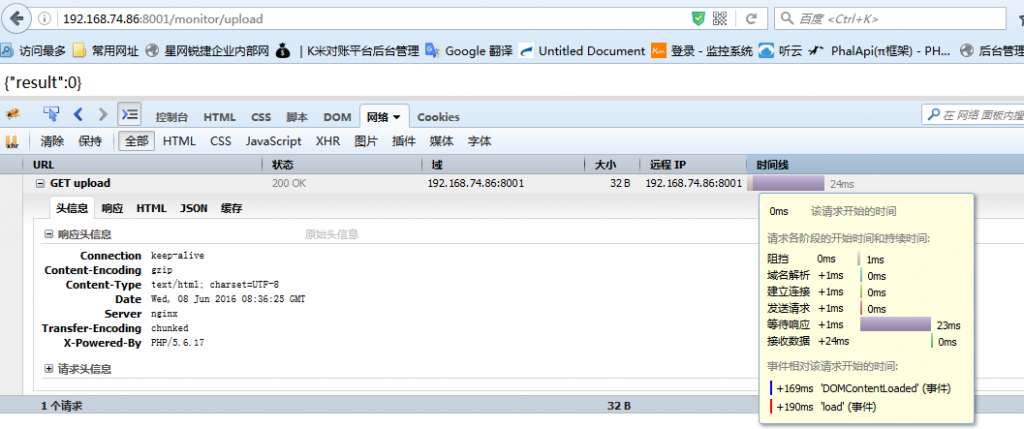 192.168.74.86:8001/monitor/upload
百度 <Ctrl+K>
访问最多 常用网址 星网锐捷企业内部网 | K米对账平台后台管理 Google 翻译 Untitled Document 登录 - 监控系统 听云 PhalApi(π框架) - PH... 后台管理
{"result":0}
控制台 HTML CSS 脚本 DOM 网络 Cookies
在 网络 面板内搜
清除 保持 全部 HTML CSS JavaScript XHR 图片 插件 媒体 字体
URL 状态 域 大小 远程 IP 时间线
GET upload 200 OK 192.168.74.86:8001 32 B 192.168.74.86:8001 24ms
头信息 响应 HTML JSON 缓存
响应头信息 原始头信息
Connection keep-alive
Content-Encoding gzip
Content-Type text/html; charset=UTF-8
Date Wed, 08 Jun 2016 08:36:25 GMT
Server nginx
Transfer-Encoding chunked
X-Powered-By PHP/5.6.17
请求头信息
1 个请求 32 B
0ms 该请求开始的时间
请求各阶段的开始时间和持续时间:
阻挡 0ms 1ms
域名解析 +1ms 0ms
建立连接 +1ms 0ms
发送请求 +1ms 0ms
等待响应 +1ms 23ms
接收数据 +24ms 0ms
事件相对该请求开始的时间:
+169ms 'DOMContentLoaded' (事件)
+190ms 'load' (事件)